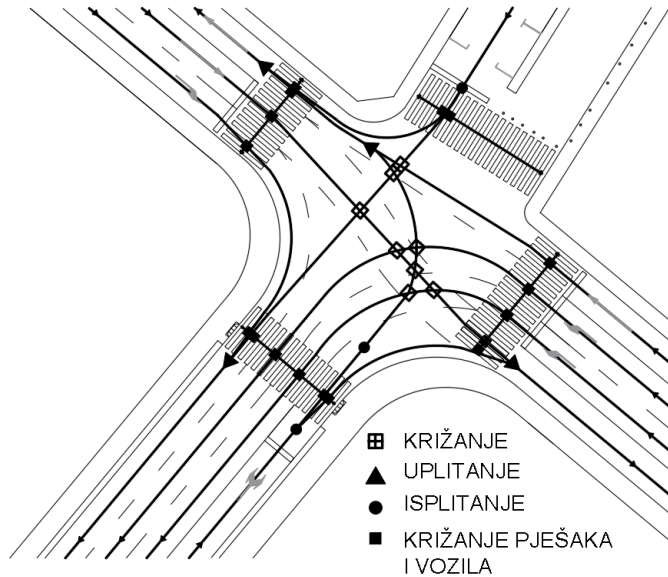 KRIŽANJE
UPLITANJE
ISPLITANJE
KRIŽANJE PJEŠAKA
I VOZILA